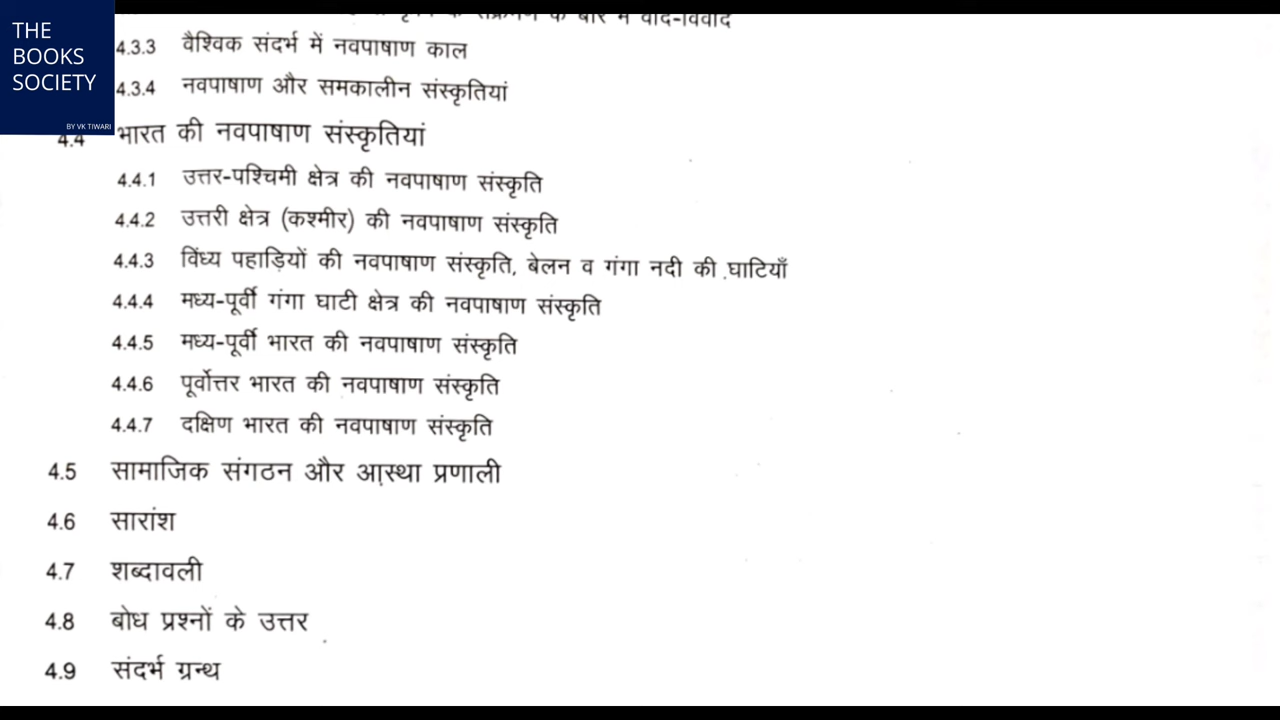 THE
BOOKS
SOCIETY
BY VK TIWARI
के बारे में वाद-विवाद
4.3.3 वैश्विक संदर्भ में नवपाषाण काल
4.3.4 नवपाषाण और समकालीन संस्कृतियां
4.4 भारत की नवपाषाण संस्कृतियां
4.4.1 उत्तर-पश्चिमी क्षेत्र की नवपाषाण संस्कृति
4.4.2 उत्तरी क्षेत्र (कश्मीर) की नवपाषाण संस्कृति
4.4.3 विंध्य पहाड़ियों की नवपाषाण संस्कृति, बेलन व गंगा नदी की घाटियाँ
4.4.4 मध्य-पूर्वी गंगा घाटी क्षेत्र की नवपाषाण संस्कृति
4.4.5 मध्य-पूर्वी भारत की नवपाषाण संस्कृति
4.4.6 पूर्वोत्तर भारत की नवपाषाण संस्कृति
4.4.7 दक्षिण भारत की नवपाषाण संस्कृति
4.5 सामाजिक संगठन और आस्था प्रणाली
4.6 सारांश
4.7 शब्दावली
4.8 बोध प्रश्नों के उत्तर
4.9 संदर्भ ग्रन्थ